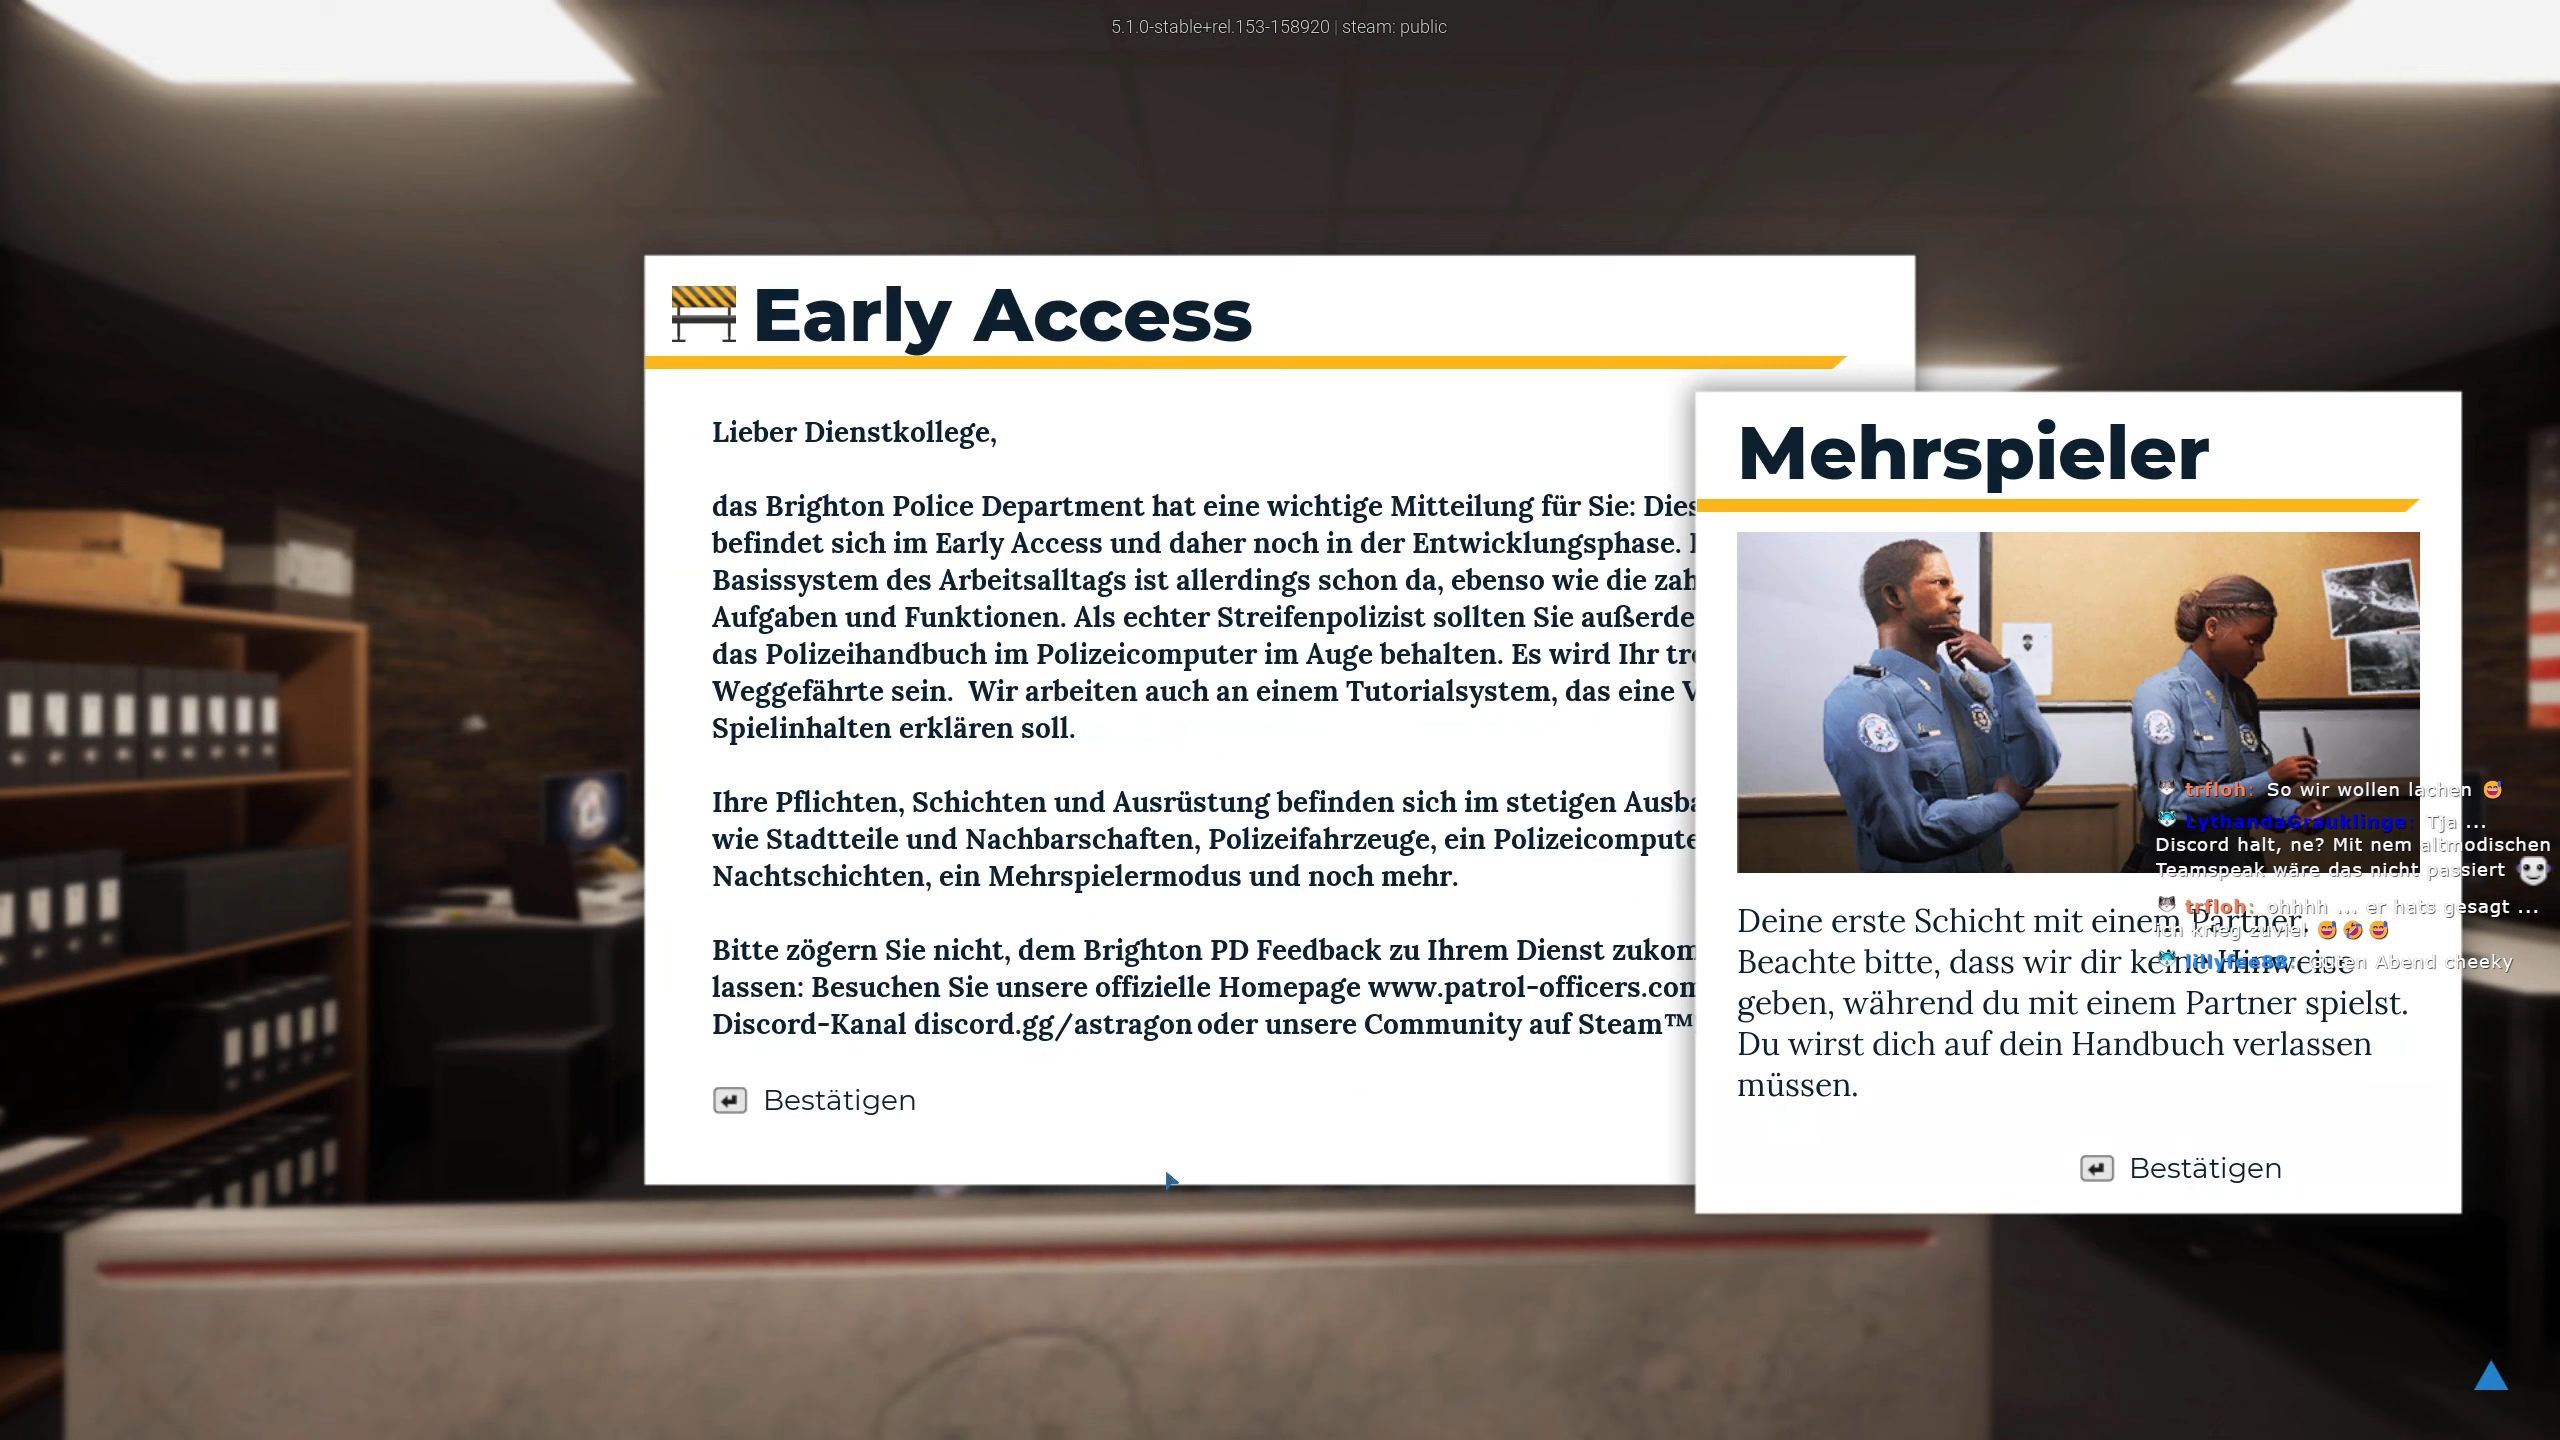 5.1.0-stable+rel.153-158920 | steam: public
Early Access
Lieber Dienstkollege,
das Brighton Police Department hat eine wichtige Mitteilung für Sie:
befindet sich im Early Access und daher noch in der Entwicklungsphase.
Basissystem des Arbeitsalltags ist allerdings schon da, ebenso wie die
Aufgaben und Funktionen. Als echter Streifenpolizist sollten Sie
das Polizeihandbuch im Polizeicomputer im Auge behalten. Es wird Ihr
Weggefährte sein. Wir arbeiten auch an einem Tutorialsystem, das eine
Spielinhalten erklären soll.
Ihre Pflichten, Schichten und Ausrüstung befinden sich im stetigen
wie Stadtteile und Nachbarschaften, Polizeifahrzeuge, ein
Nachtschichten, ein Mehrspielermodus und noch mehr.
Bitte zögern Sie nicht, dem Brighton PD Feedback zu Ihrem Dienst
lassen: Besuchen Sie unsere offizielle Homepage www.patrol-officers.com
Discord-Kanal discord.gg/astragon oder unsere Community auf Steam™
Bestätigen
Mehrspieler
Deine erste Schicht mit einem Partner.
Beachte bitte, dass wir dir keine Hinweise
geben, während du mit einem Partner spielst.
Du wirst dich auf dein Handbuch verlassen
müssen.
Bestätigen
trfloh: So wir wollen lachen 😅
LythandaGrauklinge: Tja ...
Discord halt, ne? Mit nem altmodischen
Teamspeak wäre das nicht passiert
trfloh: ohhhh ... er hats gesagt ...
ich krieg zuviel 😅🤣😅
lillyfee88: Guten Abend cheeky